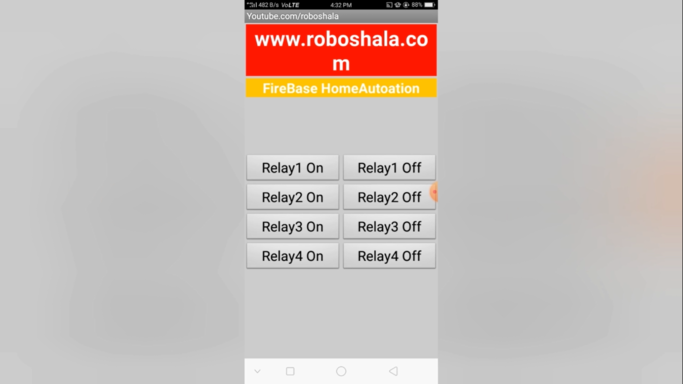 482 B/s VoLTE 4:32 PM 88%
Youtube.com/roboshala
www.roboshala.co
m
FireBase HomeAutoation
Relay1 On Relay1 Off
Relay2 On Relay2 Off
Relay3 On Relay3 Off
Relay4 On Relay4 Off